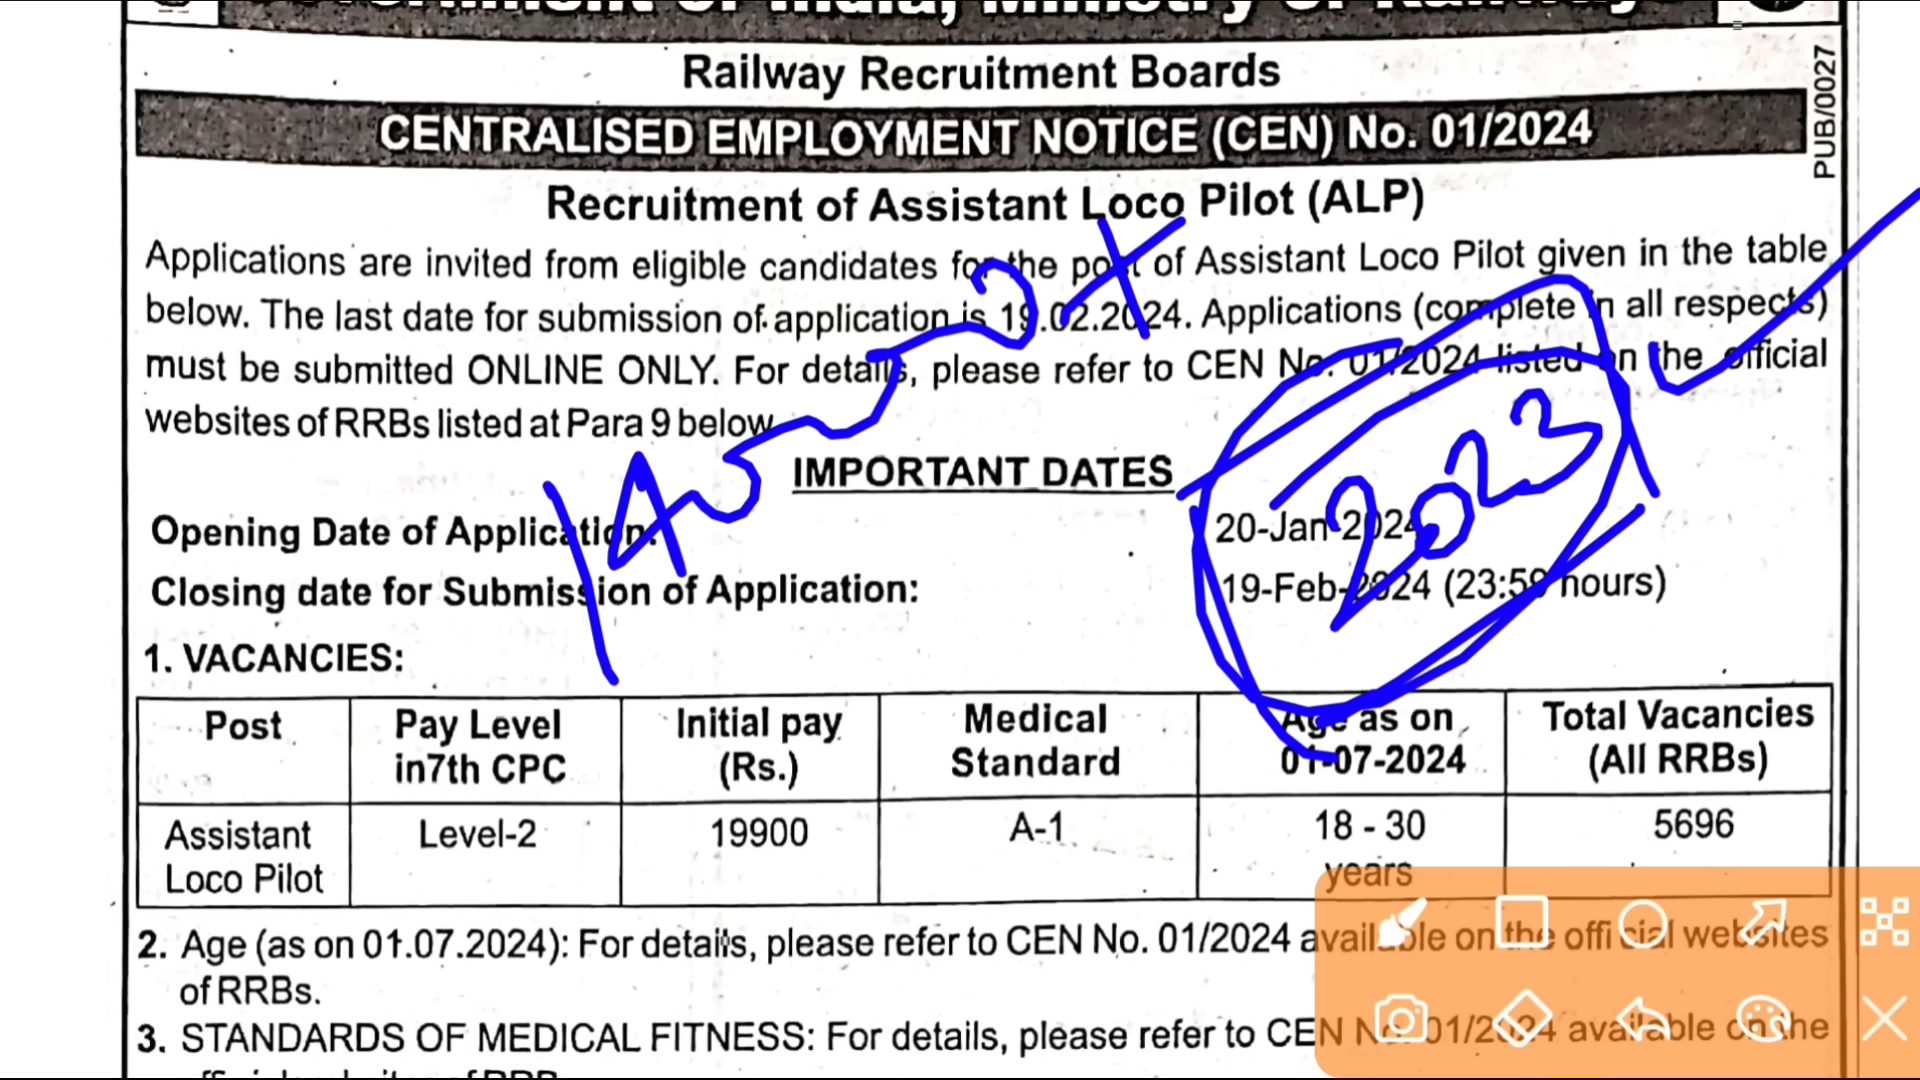 Government of India, Ministry of Railways
Railway Recruitment Boards
PUB/0027
CENTRALISED EMPLOYMENT NOTICE (CEN) No. 01/2024
Recruitment of Assistant Loco Pilot (ALP)
Applications are invited from eligible candidates for the post of Assistant Loco Pilot given in the table
below. The last date for submission of application is 19.02.2024. Applications (complete in all respects)
must be submitted ONLINE ONLY. For details, please refer to CEN No. 01/2024 listed on the official
websites of RRBs listed at Para 9 below
IMPORTANT DATES
Opening Date of Application:
20-Jan-2024
Closing date for Submission of Application:
19-Feb-2024 (23:59 hours)
2023
1. VACANCIES:
Post
Pay Level
in7th CPC
Initial pay
(Rs.)
Medical
Standard
Age as on
01-07-2024
Total Vacancies
(All RRBs)
Assistant
Loco Pilot
Level-2
19900
A-1
18 - 30
years
5696
2. Age (as on 01.07.2024): For details, please refer to CEN No. 01/2024 available on the official websites
of RRBs.
3. STANDARDS OF MEDICAL FITNESS: For details, please refer to CEN No. 01/2024 available on the